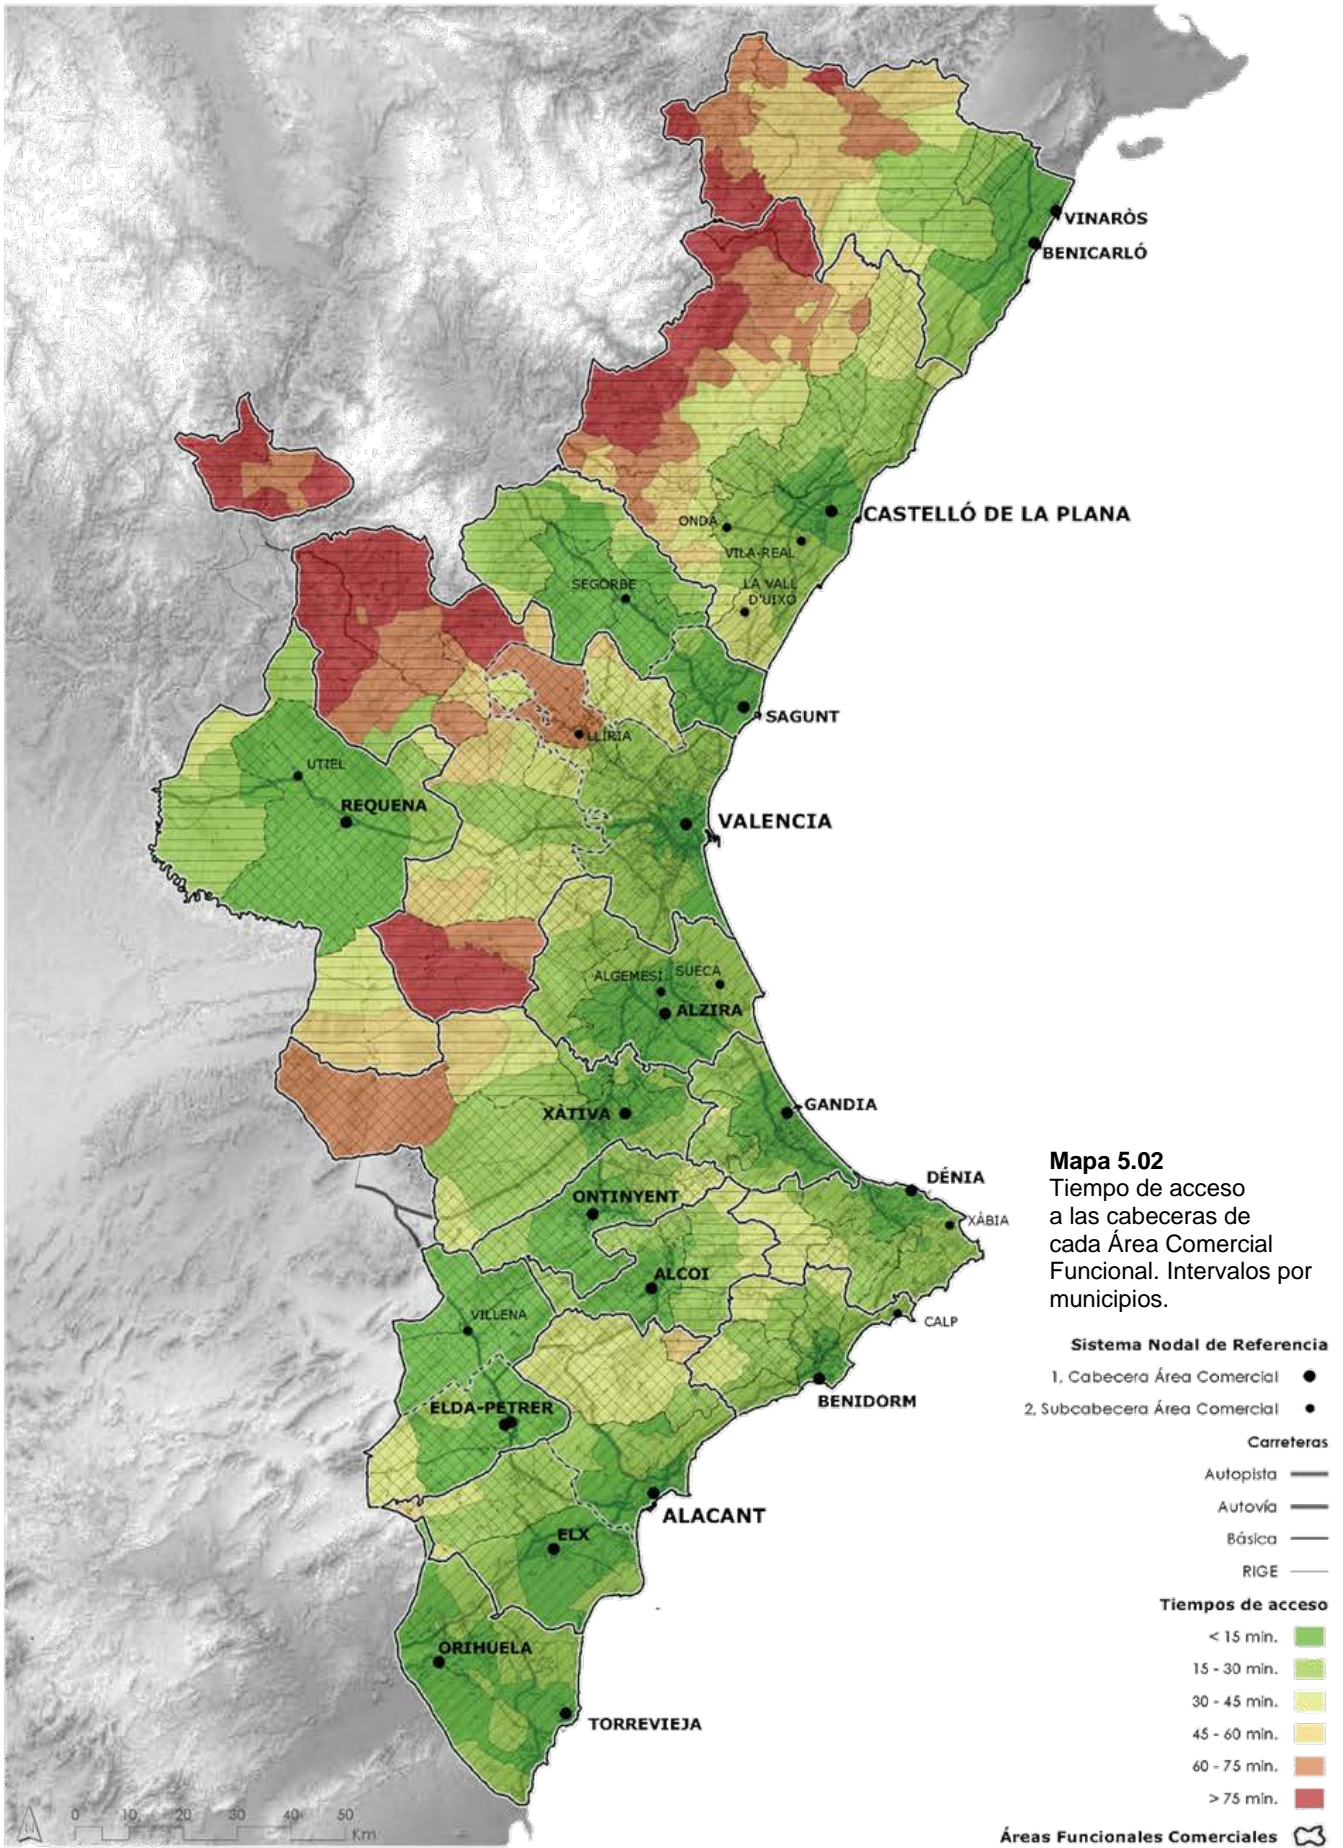 VINARÒS
BENICARLÓ
CASTELLÓ DE LA PLANA
ONDA
VILA-REAL
LA VALL
D'UIXO
SEGORBE
SAGUNT
LLÍRIA
UTIEL
REQUENA
VALENCIA
ALGEMESÍ
SUECA
ALZIRA
XÀTIVA
GANDIA
DÉNIA
XÀBIA
ONTINYENT
ALCOI
CALP
VILLENA
BENIDORM
ELDA-PETRER
ALACANT
ELX
ORIHUELA
TORREVIEJA
Mapa 5.02
Tiempo de acceso
a las cabeceras de
cada Área Comercial
Funcional. Intervalos por
municipios.
Sistema Nodal de Referencia
1, Cabecera Área Comercial
2, Subcabecera Área Comercial
Carreteras
Autopista
Autovía
Básica
RIGE
Tiempos de acceso
< 15 min.
15 - 30 min.
30 - 45 min.
45 - 60 min.
60 - 75 min.
> 75 min.
Áreas Funcionales Comerciales
0 10 20 30 40 50
Km